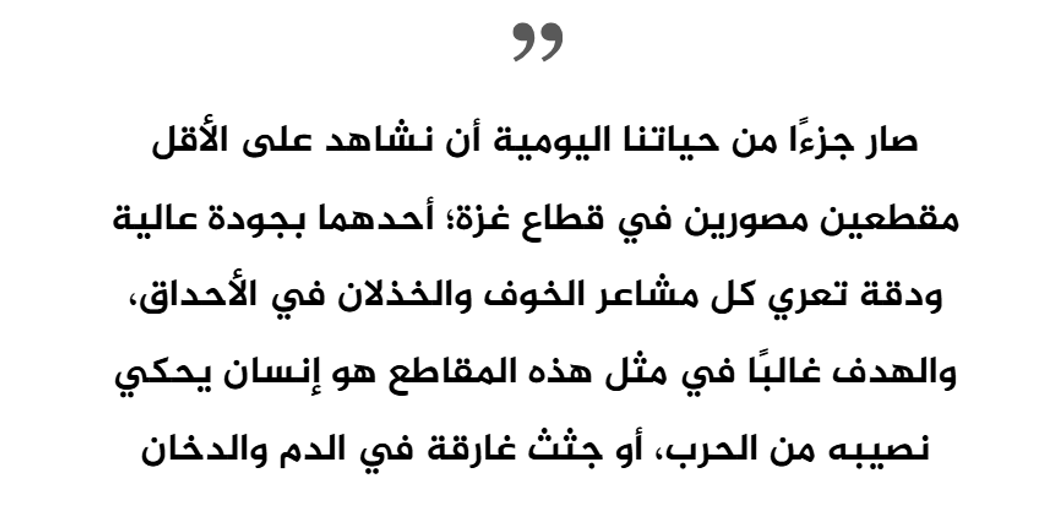 ”
صار جزءًا من حياتنا اليومية أن نشاهد على الأقل
مقطعين مصورين في قطاع غزة؛ أحدهما بجودة عالية
ودقة تعري كل مشاعر الخوف والخذلان في الأحداق،
والهدف غالبًا في مثل هذه المقاطع هو إنسان يحكي
نصيبه من الحرب، أو جثث غارقة في الدم والدخان